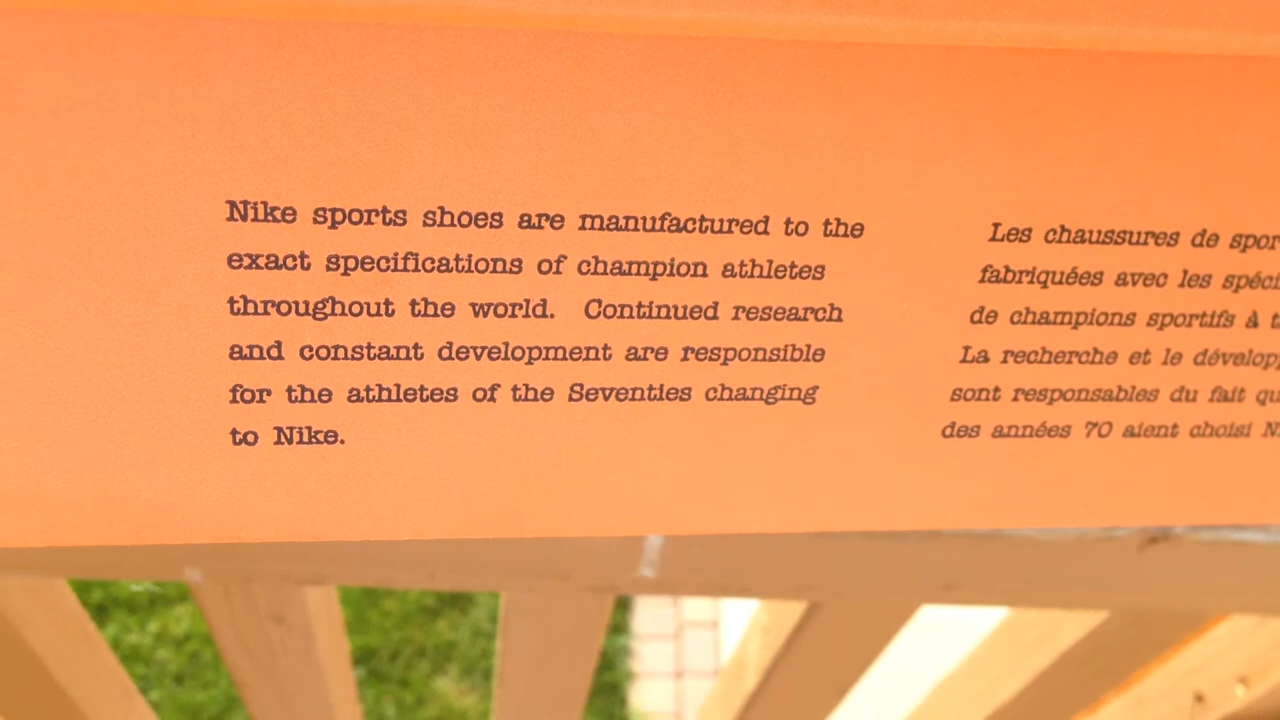 Nike sports shoes are manufactured to the
exact specifications of champion athletes
throughout the world. Continued research
and constant development are responsible
for the athletes of the Seventies changing
to Nike.
Les chaussures de
fabriquées avec les
de champions sportifs à
La recherche et le
sont responsables du fait
des années 70 aient choisi